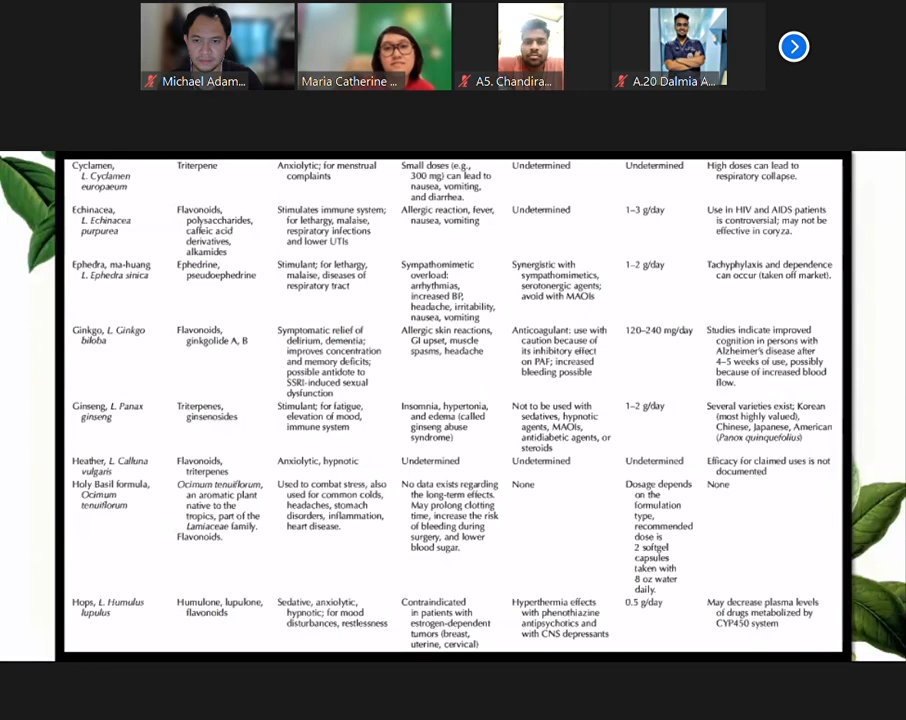 Michael Adam...
Maria Catherine ...
A5. Chandira...
A.20 Dalmia A...
Cyclamen,
L. Cyclamen
europaeum
Triterpene
Anxiolytic; for menstrual
complaints
Small doses (e.g.,
300 mg) can lead to
nausea, vomiting,
and diarrhea.
Undetermined
Undetermined
High doses can lead to
respiratory collapse.
Echinacea,
L. Echinacea
purpurea
Flavonoids,
polysaccharides,
caffeic acid
derivatives,
alkamides
Stimulates immune system;
for lethargy, malaise,
respiratory infections
and lower UTIs
Allergic reaction, fever,
nausea, vomiting
Undetermined
1–3 g/day
Use in HIV and AIDS patients
is controversial; may not be
effective in coryza.
Ephedra, ma-huang
L. Ephedra sinica
Ephedrine,
pseudoephedrine
Stimulant; for lethargy,
malaise, diseases of
respiratory tract
Sympathomimetic
overload:
arrhythmias,
increased BP,
headache, irritability,
nausea, vomiting
Synergistic with
sympathomimetics,
serotonergic agents;
avoid with MAOIs
1–2 g/day
Tachyphylaxis and dependence
can occur (taken off market).
Ginkgo, L. Ginkgo
biloba
Flavonoids,
ginkgolide A, B
Symptomatic relief of
delirium, dementia;
improves concentration
and memory deficits;
possible antidote to
SSRI-induced sexual
dysfunction
Allergic skin reactions,
GI upset, muscle
spasms, headache
Anticoagulant: use with
caution because of
its inhibitory effect
on PAF; increased
bleeding possible
120–240 mg/day
Studies indicate improved
cognition in persons with
Alzheimer's disease after
4–5 weeks of use, possibly
because of increased blood
flow.
Ginseng, L. Panax
ginseng
Triterpenes,
ginsenosides
Stimulant; for fatigue,
elevation of mood,
immune system
Insomnia, hypertonia,
and edema (called
ginseng abuse
syndrome)
Not to be used with
sedatives, hypnotic
agents, MAOIs,
antidiabetic agents, or
steroids
1–2 g/day
Several varieties exist; Korean
(most highly valued),
Chinese, Japanese, American
(Panox quinquefolius)
Heather, L. Calluna
vulgaris
Flavonoids,
triterpenes
Anxiolytic, hypnotic
Undetermined
Undetermined
Undetermined
Efficacy for claimed uses is not
documented
Holy Basil formula,
Ocimum
tenuiflorum
Ocimum tenuiflorum,
an aromatic plant
native to the
tropics, part of the
Lamiaceae family.
Flavonoids.
Used to combat stress, also
used for common colds,
headaches, stomach
disorders, inflammation,
heart disease.
No data exists regarding
the long-term effects.
May prolong clotting
time, increase the risk
of bleeding during
surgery, and lower
blood sugar.
None
Dosage depends
on the
formulation
type,
recommended
dose is
2 softgel
capsules
taken with
8 oz water
daily.
None
Hops, L. Humulus
lupulus
Humulone, lupulone,
flavonoids
Sedative, anxiolytic,
hypnotic; for mood
disturbances, restlessness
Contraindicated
in patients with
estrogen-dependent
tumors (breast,
uterine, cervical)
Hyperthermia effects
with phenothiazine
antipsychotics and
with CNS depressants
0.5 g/day
May decrease plasma levels
of drugs metabolized by
CYP450 system